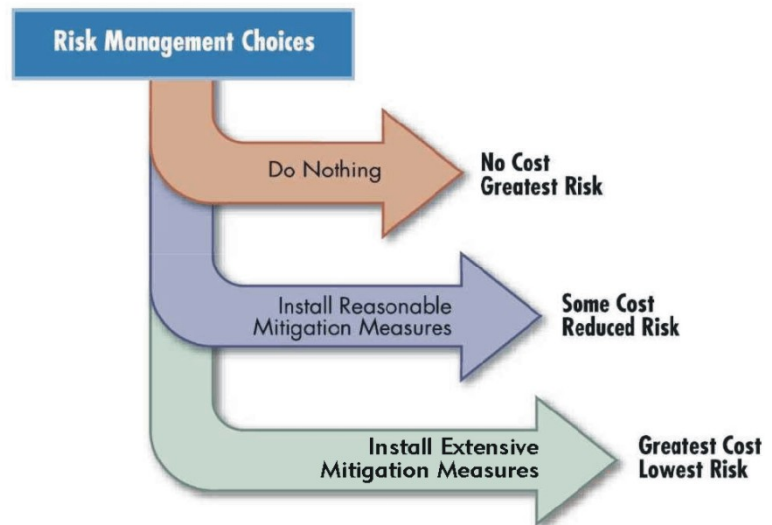 Risk Management Choices
Do Nothing
No Cost
Greatest Risk
Install Reasonable
Mitigation Measures
Some Cost
Reduced Risk
Install Extensive
Mitigation Measures
Greatest Cost
Lowest Risk